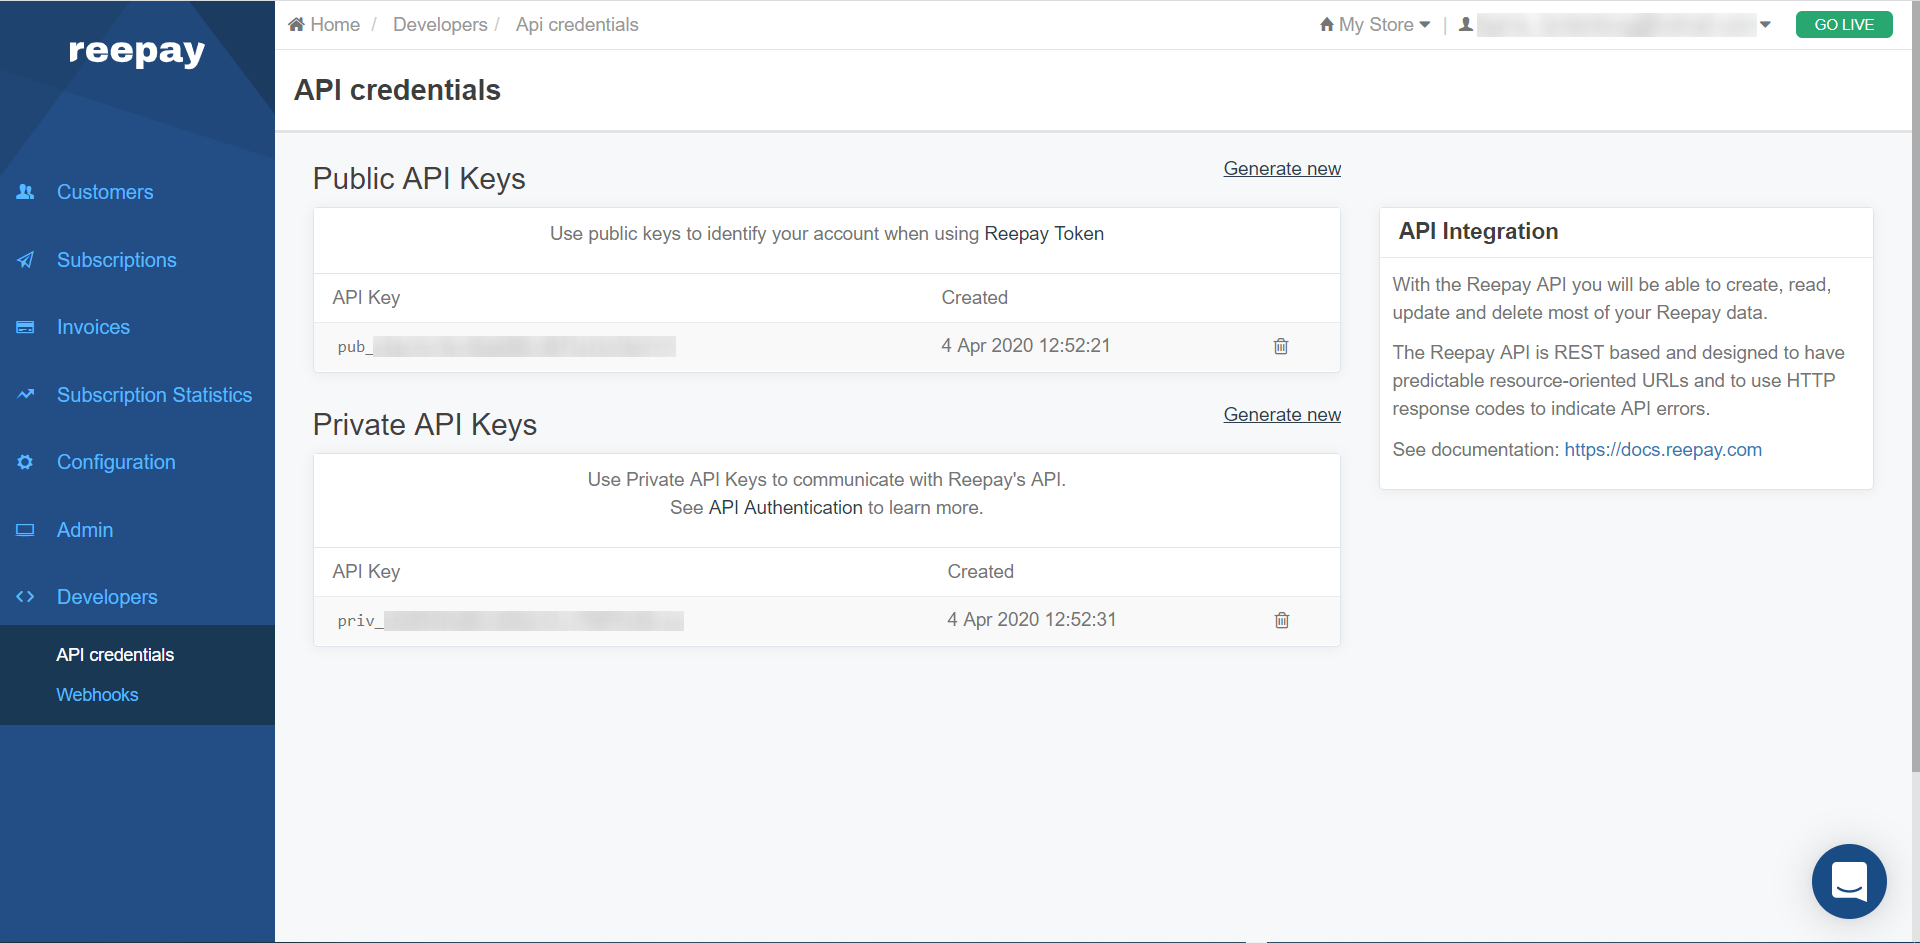 reepay
Home / Developers / Api credentials
My Store |
GO LIVE
API credentials
Customers
Subscriptions
Invoices
Subscription Statistics
Configuration
Admin
Developers
API credentials
Webhooks
Public API Keys
Generate new
Use public keys to identify your account when using Reepay Token
API Key Created
pub_ 4 Apr 2020 12:52:21
Private API Keys
Generate new
Use Private API Keys to communicate with Reepay's API.
See API Authentication to learn more.
API Key Created
priv_ 4 Apr 2020 12:52:31
API Integration
With the Reepay API you will be able to create, read,
update and delete most of your Reepay data.
The Reepay API is REST based and designed to have
predictable resource-oriented URLs and to use HTTP
response codes to indicate API errors.
See documentation: https://docs.reepay.com